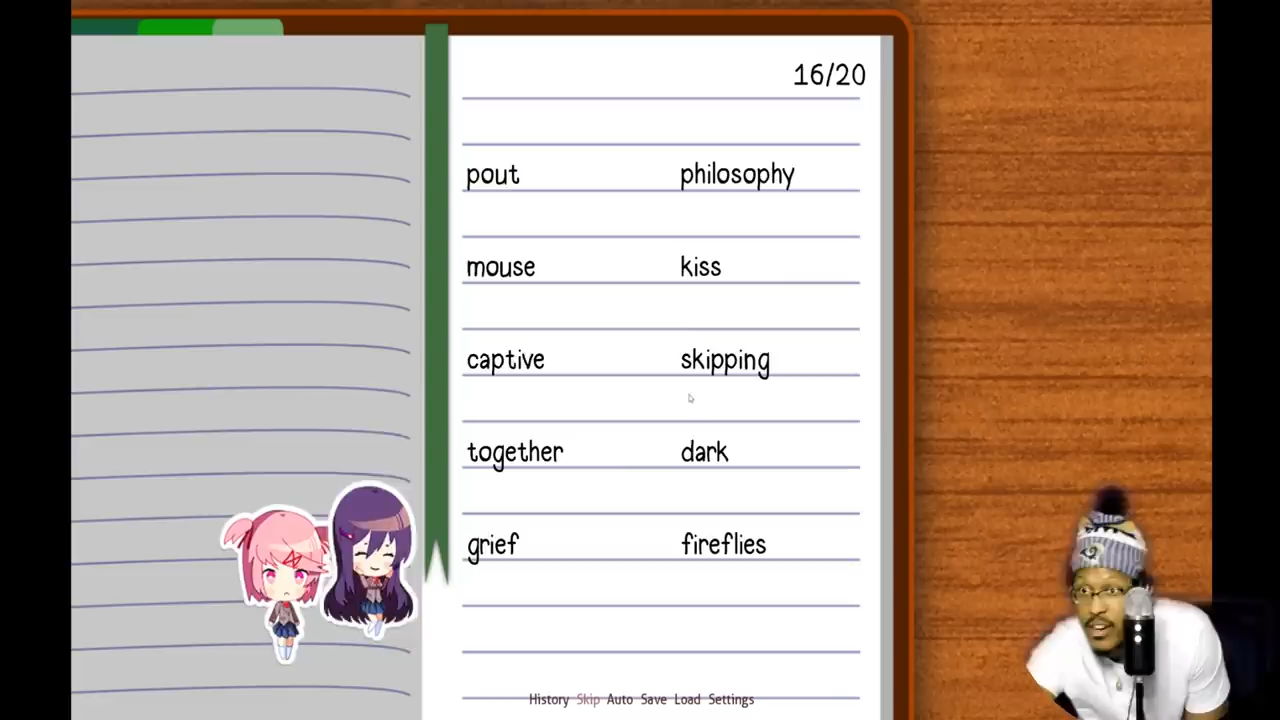 16/20
pout philosophy
mouse kiss
captive skipping
together dark
grief fireflies
History Skip Auto Save Load Settings